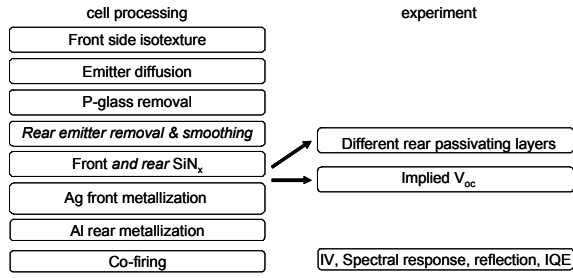 cell processing
experiment
Front side isotexture
Emitter diffusion
P-glass removal
Rear emitter removal & smoothing
Different rear passivating layers
Front and rear SiNx
Implied Voc
Ag front metallization
Al rear metallization
Co-firing
IV, Spectral response, reflection, IQE